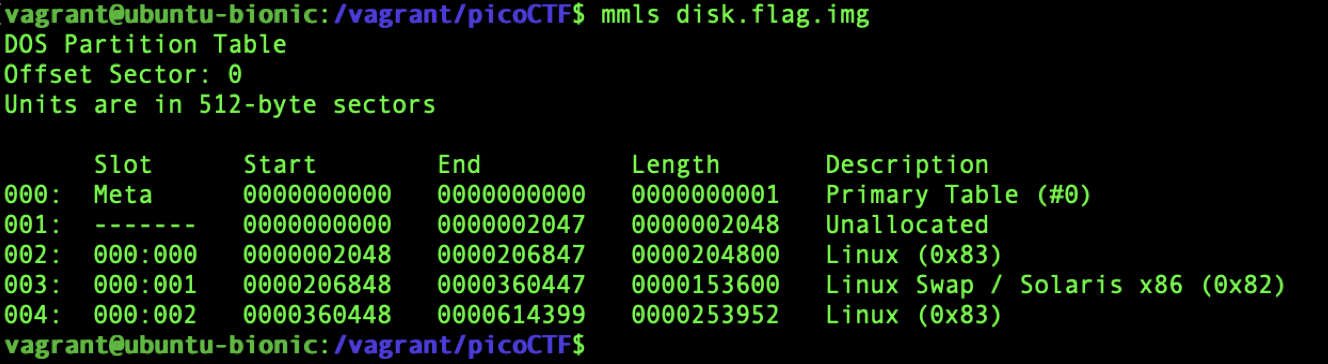 vagrant@ubuntu-bionic:/vagrant/picoCTF$ mmls disk.flag.img
DOS Partition Table
Offset Sector: 0
Units are in 512-byte sectors
Slot Start End Length Description
000: Meta 0000000000 0000000000 0000000001 Primary Table (#0)
001: ------- 0000000000 0000002047 0000002048 Unallocated
002: 000:000 0000002048 0000206847 0000204800 Linux (0x83)
003: 000:001 0000206848 0000360447 0000153600 Linux Swap / Solaris x86 (0x82)
004: 000:002 0000360448 0000614399 0000253952 Linux (0x83)
vagrant@ubuntu-bionic:/vagrant/picoCTF$